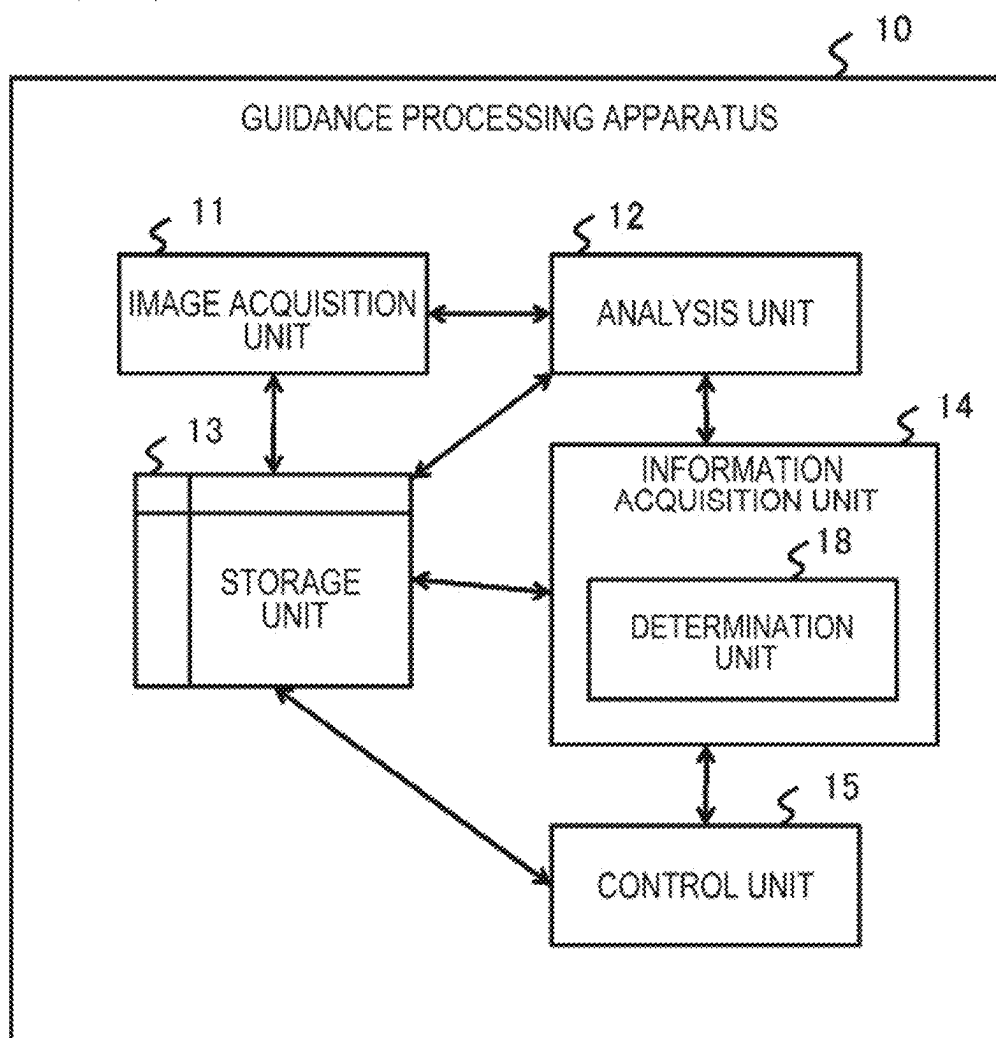 10
GUIDANCE PROCESSING APPARATUS
11
12
IMAGE ACQUISITION
UNIT
ANALYSIS UNIT
13
14
STORAGE
UNIT
INFORMATION
ACQUISITION UNIT
18
DETERMINATION
UNIT
15
CONTROL UNIT